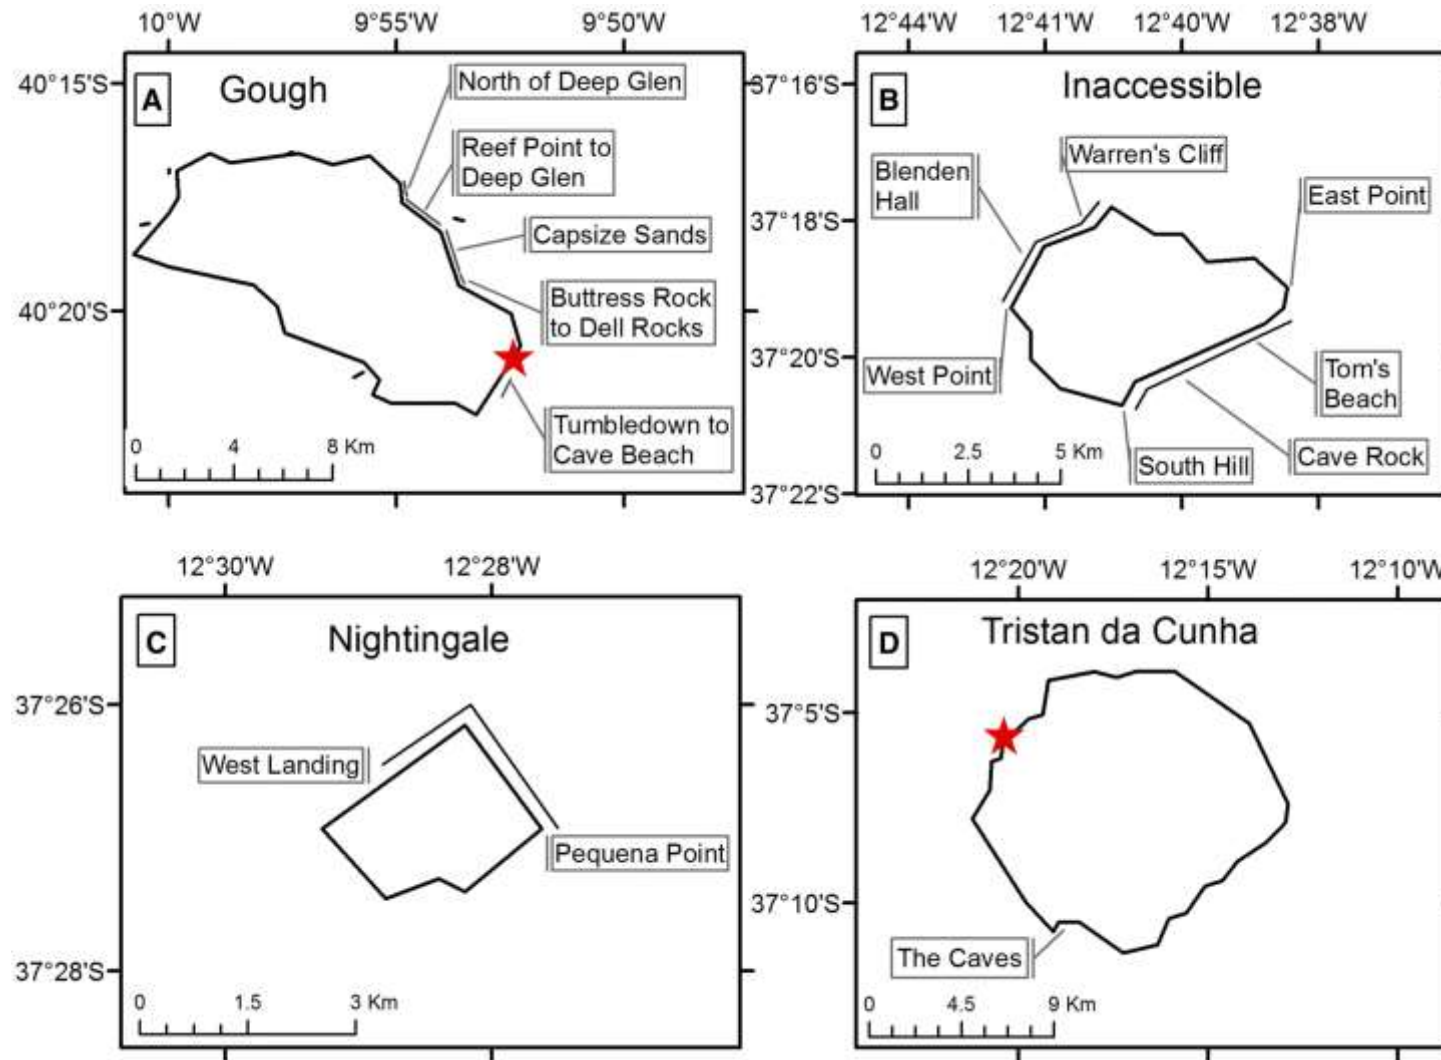 10°W 9°55'W 9°50'W
40°15'S
40°20'S
A
Gough
North of Deep Glen
Reef Point to
Deep Glen
Capsize Sands
Buttress Rock
to Dell Rocks
Tumbledown to
Cave Beach
0 4 8 Km
12°44'W 12°41'W 12°40'W 12°38'W
37°16'S
37°18'S
37°20'S
37°22'S
B
Inaccessible
Warren's Cliff
Blenden
Hall
East Point
West Point
Tom's
Beach
South Hill
Cave Rock
0 2.5 5 Km
12°30'W 12°28'W
37°26'S
37°28'S
C
Nightingale
West Landing
Pequena Point
0 1.5 3 Km
12°20'W 12°15'W 12°10'W
37°5'S
37°10'S
D
Tristan da Cunha
The Caves
0 4.5 9 Km